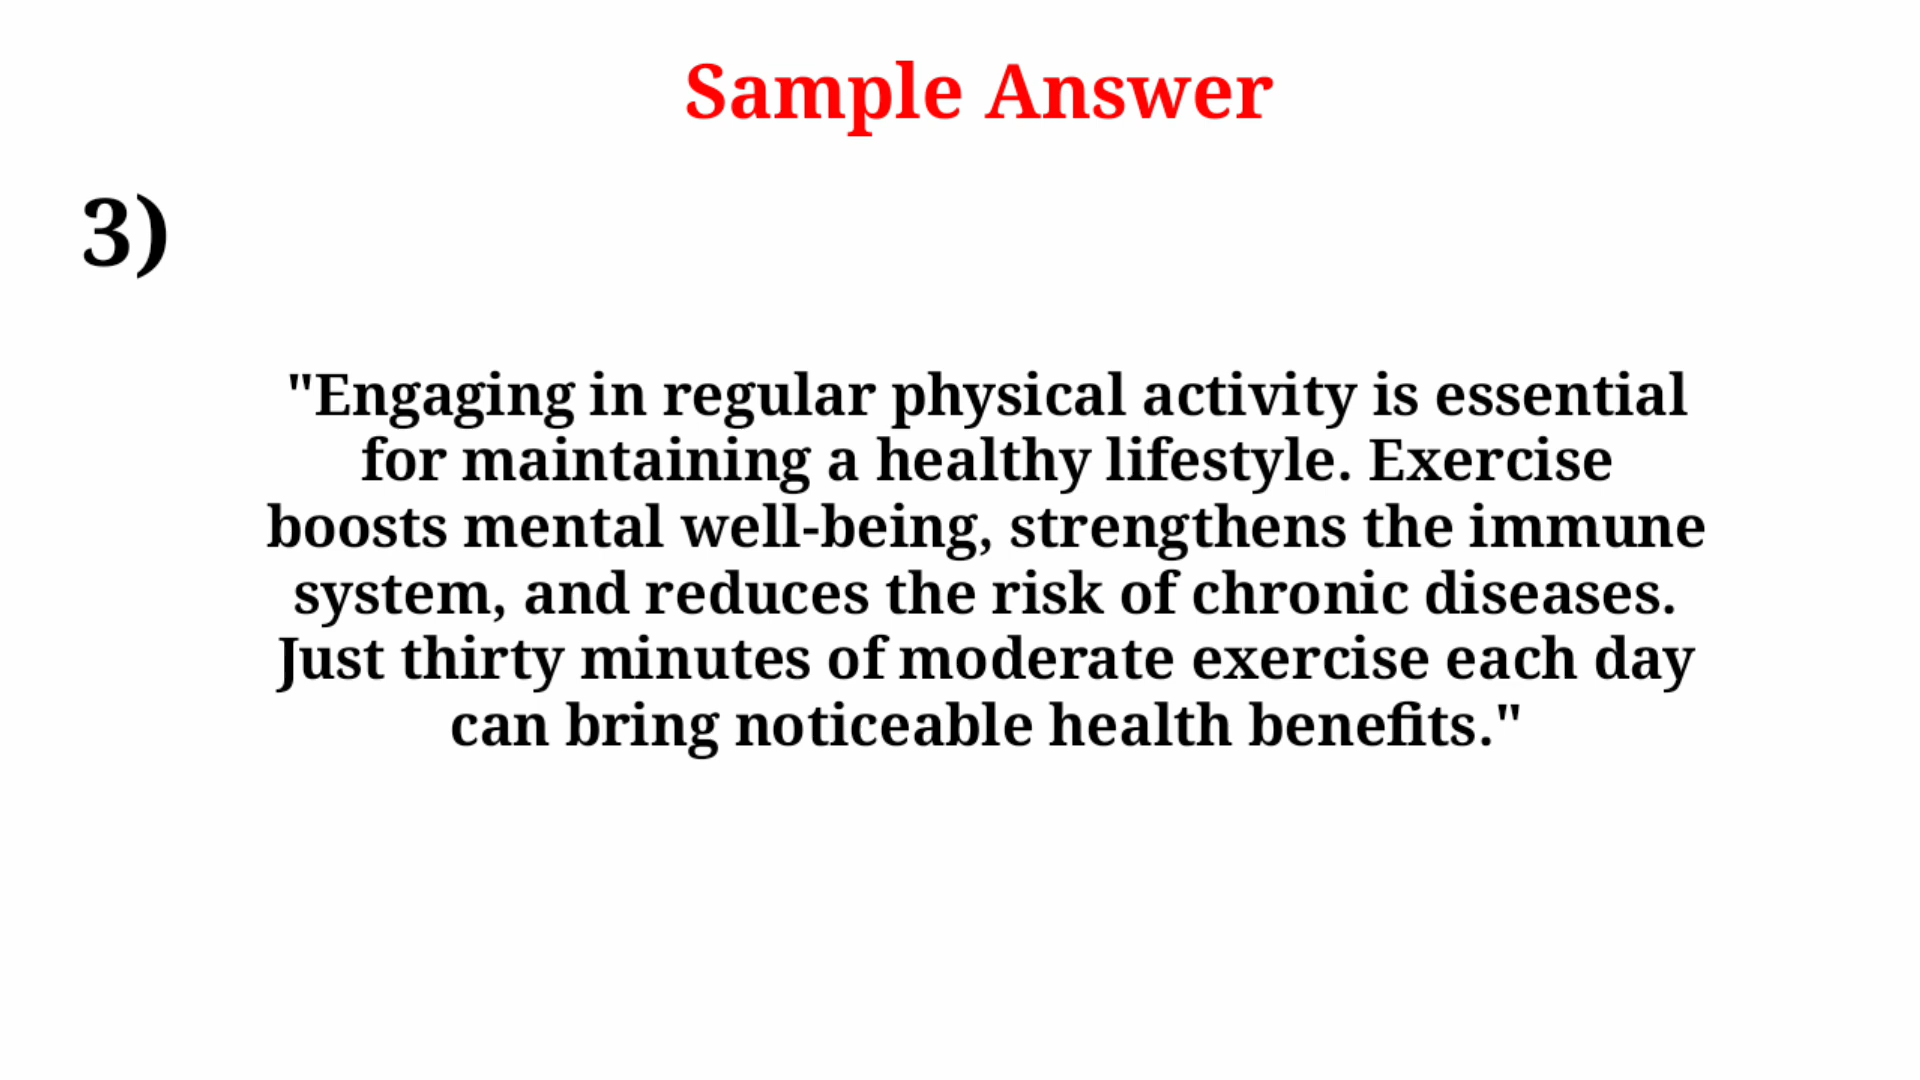 Sample Answer
3)
"Engaging in regular physical activity is essential
for maintaining a healthy lifestyle. Exercise
boosts mental well-being, strengthens the immune
system, and reduces the risk of chronic diseases.
Just thirty minutes of moderate exercise each day
can bring noticeable health benefits."